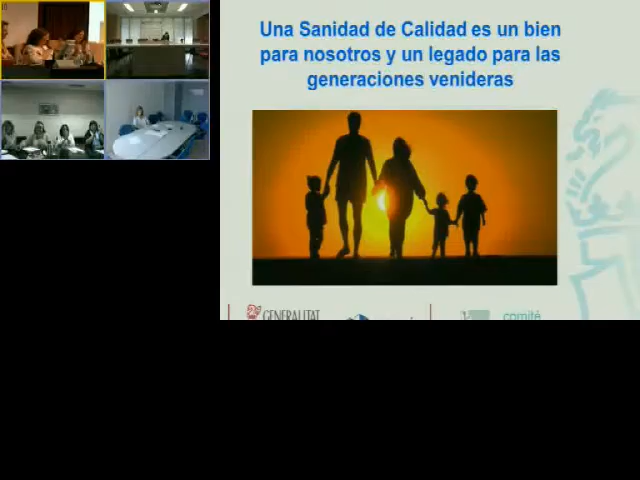 Una Sanidad de Calidad es un bien
para nosotros y un legado para las
generaciones venideras
GENERALITAT
comité